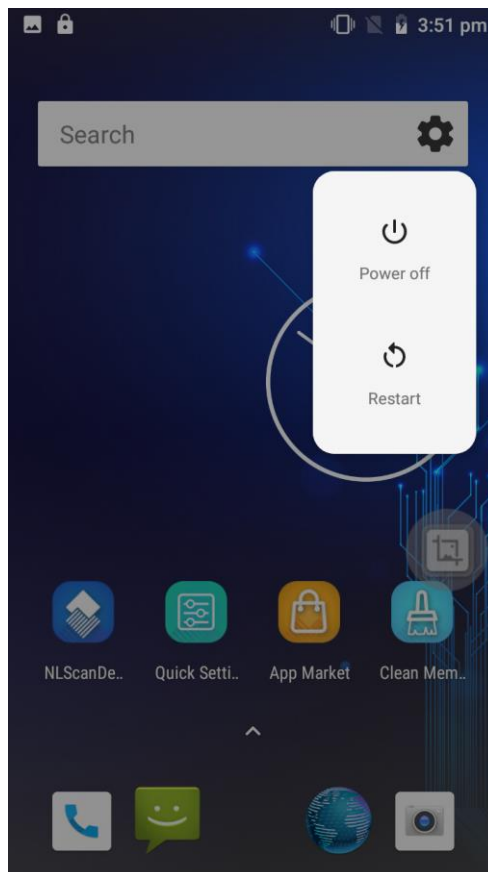 3:51 pm
Search
Power off
Restart
NLScanDe..
Quick Setti..
App Market
Clean Mem..